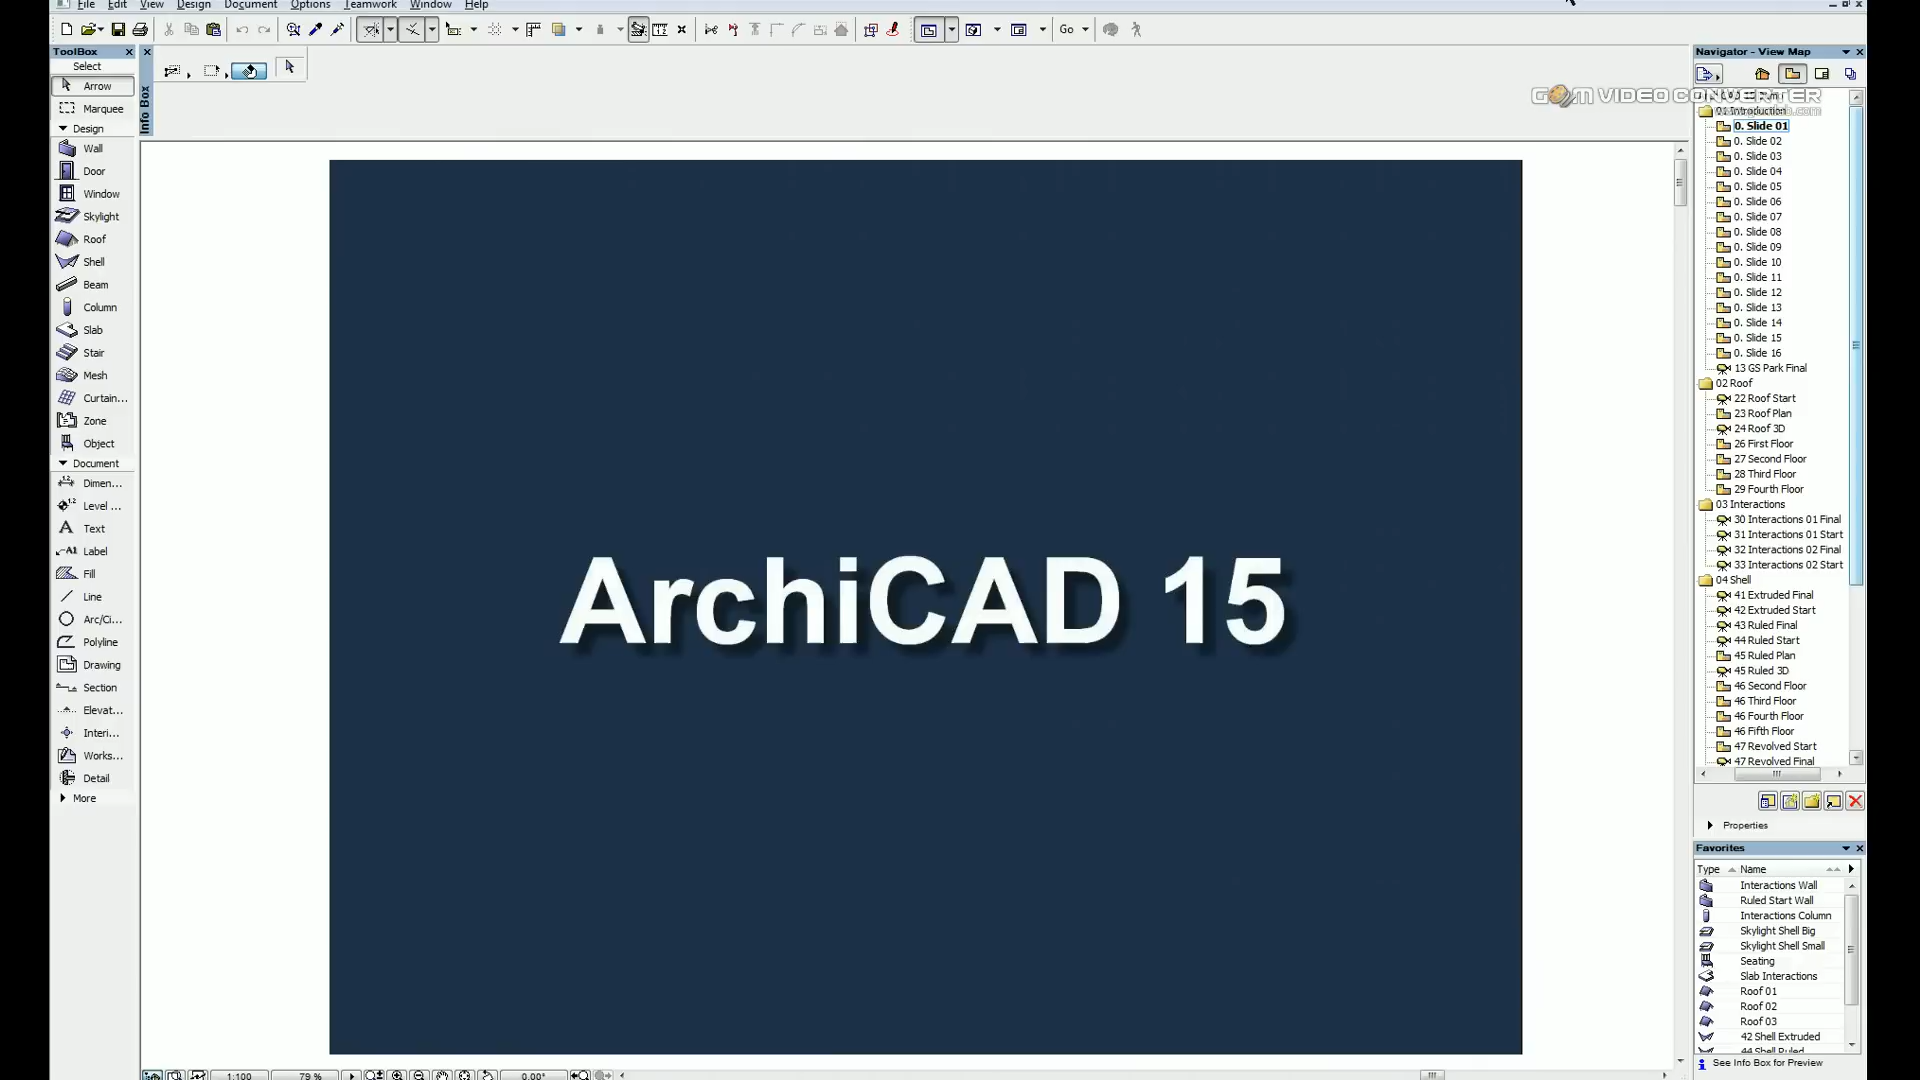 File Edit View Design Document Options Teamwork Window Help
Go
ToolBox
Select
Arrow
Marquee
Design
Wall
Door
Window
Skylight
Roof
Shell
Beam
Column
Slab
Stair
Mesh
Curtain...
Zone
Object
Document
Dimen...
Level ...
Text
Label
Fill
Line
Arc/Ci...
Polyline
Drawing
Section
Elevat...
Interi...
Works...
Detail
More
Info Box
ArchiCAD 15
1:100
79 %
0.00°
Navigator - View Map
GOM VIDEO CONVERTER
01 Introduction
0. Slide 01
0. Slide 02
0. Slide 03
0. Slide 04
0. Slide 05
0. Slide 06
0. Slide 07
0. Slide 08
0. Slide 09
0. Slide 10
0. Slide 11
0. Slide 12
0. Slide 13
0. Slide 14
0. Slide 15
0. Slide 16
13 GS Park Final
02 Roof
22 Roof Start
23 Roof Plan
24 Roof 3D
26 First Floor
27 Second Floor
28 Third Floor
29 Fourth Floor
03 Interactions
30 Interactions 01 Final
31 Interactions 01 Start
32 Interactions 02 Final
33 Interactions 02 Start
04 Shell
41 Extruded Final
42 Extruded Start
43 Ruled Final
44 Ruled Start
45 Ruled Plan
45 Ruled 3D
46 Second Floor
46 Third Floor
46 Fourth Floor
46 Fifth Floor
47 Revolved Start
47 Revolved Final
Properties
Favorites
Type Name
Interactions Wall
Ruled Start Wall
Interactions Column
Skylight Shell Big
Skylight Shell Small
Seating
Slab Interactions
Roof 01
Roof 02
Roof 03
42 Shell Extruded
44 Shell Ruled
See Info Box for Preview